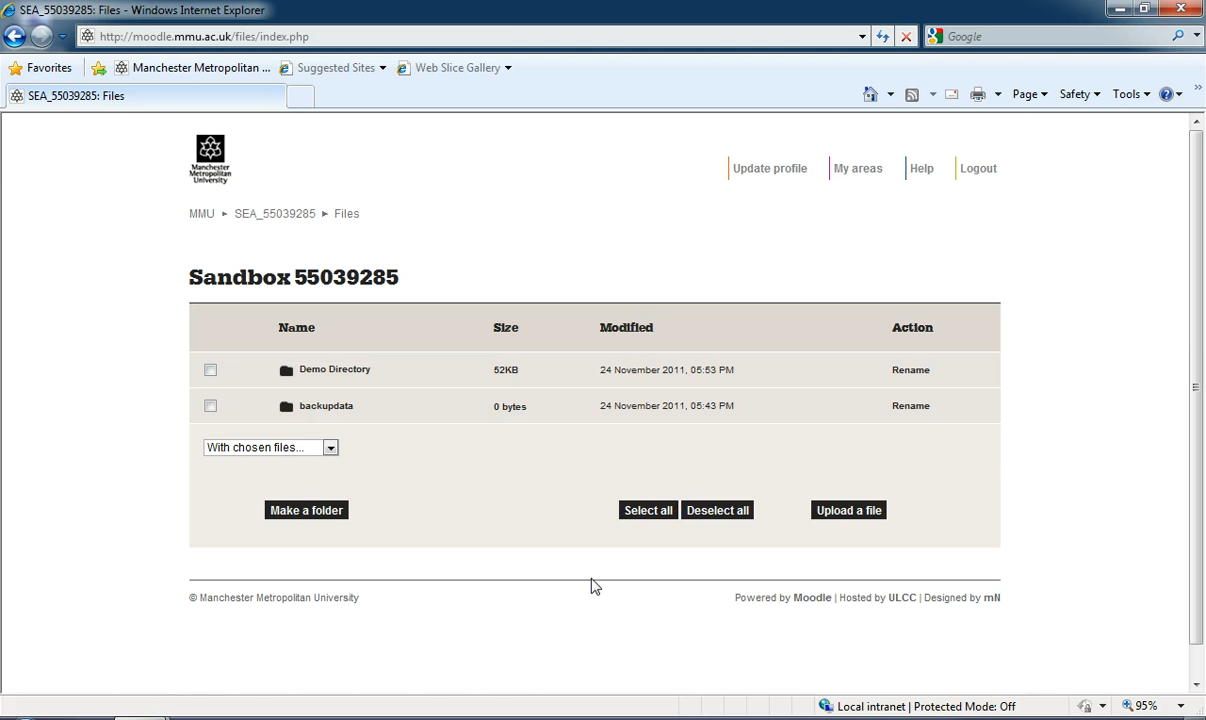 SEA_55039285: Files - Windows Internet Explorer
http://moodle.mmu.ac.uk/files/index.php
Google
Favorites
Manchester Metropolitan ...
Suggested Sites
Web Slice Gallery
SEA_55039285: Files
Page
Safety
Tools
Manchester
Metropolitan
University
Update profile
My areas
Help
Logout
MMU ► SEA_55039285 ► Files
Sandbox 55039285
Name Size Modified Action
Demo Directory 52KB 24 November 2011, 05:53 PM Rename
backupdata 0 bytes 24 November 2011, 05:43 PM Rename
With chosen files...
Make a folder
Select all
Deselect all
Upload a file
© Manchester Metropolitan University
Powered by Moodle | Hosted by ULCC | Designed by mN
Local intranet | Protected Mode: Off
95%